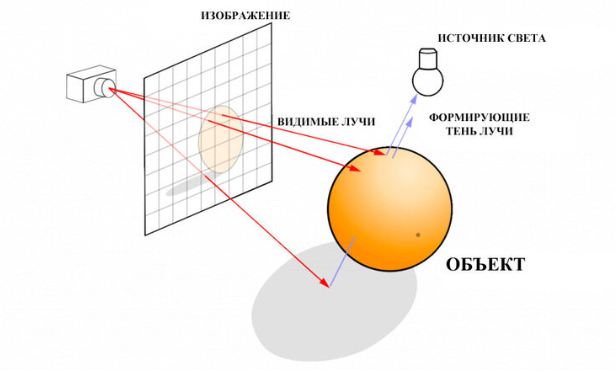 ИЗОБРАЖЕНИЕ
ИСТОЧНИК СВЕТА
ВИДИМЫЕ ЛУЧИ
ФОРМИРУЮЩИЕ
ТЕНЬ ЛУЧИ
ОБЪЕКТ